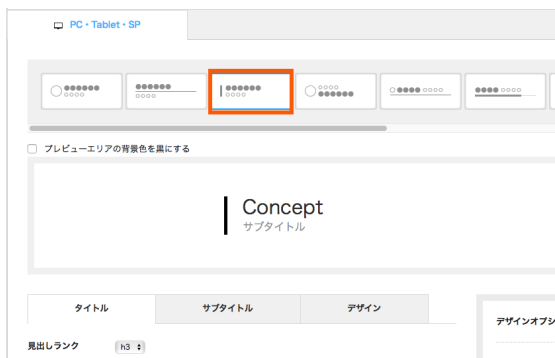 PC・Tablet・SP
プレビューエリアの背景色を黒にする
Concept
サブタイトル
タイトル
サブタイトル
デザイン
デザインオプシ
見出しランク
h3